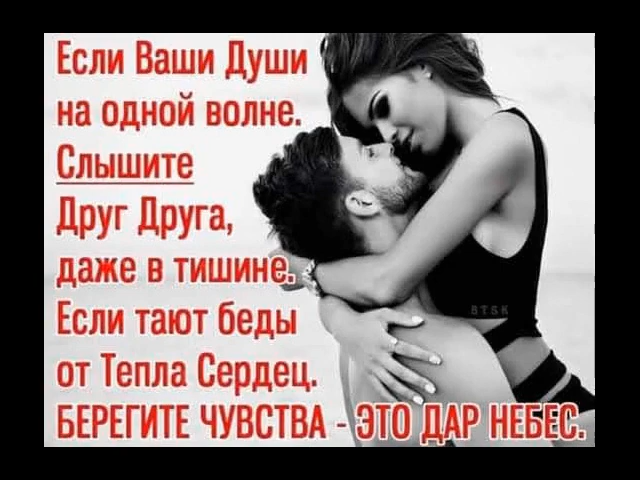 Если Ваши Души
на одной волне.
Слышите
Друг Друга,
даже в тишине.
Если тают беды
от Тепла Сердец.
БЕРЕГИТЕ ЧУВСТВА - ЭТО ДАР НЕБЕС.
BTSK